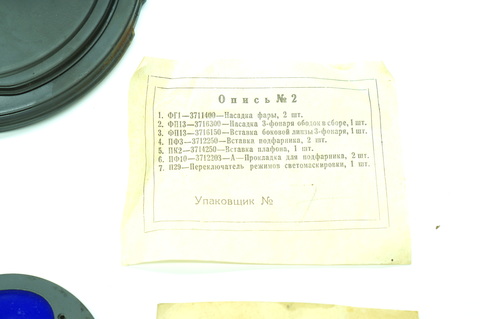 Опись № 2
1. ФГ1—3711400—Насадка фары, 2 шт.
2. ФП13—3716300—Насадка 3-фонаря ободок в сборе, 1 шт.
3. ФП13—3716150—Вставка боковой линзы 3-фонаря, 1 шт.
4. ПФ3—3712250—Вставка подфарника, 2 шт.
5. ПК2—3714250—Вставка плафона, 1 шт.
6. ПФ10—3712203—А—Прокладка для подфарника, 2 шт.
7. П29—Переключатель режимов светомаскировки, 1 шт.
Упаковщик №